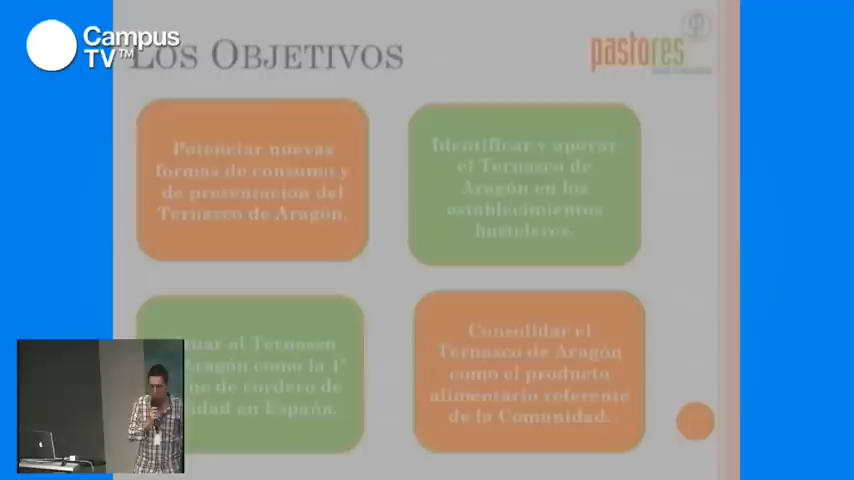 Campus
TV™
LOS OBJETIVOS
pastores
Potenciar nuevas
formas de consumo y
de presentación del
Ternasco de Aragón.
Identificar y apoyar
el Ternasco de
Aragón en los
establecimientos
hosteleros.
al Ternasco
Aragón como la 1ª
de cordero de
en España.
Consolidar el
Ternasco de Aragón
como el producto
alimentario referente
de la Comunidad.